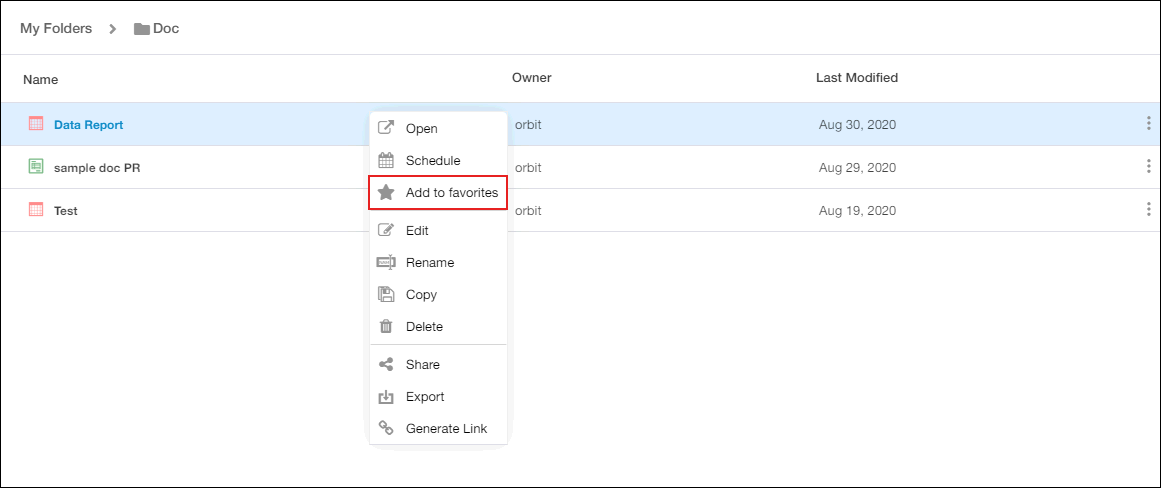 My Folders > Doc
Name Owner Last Modified
Data Report orbit Aug 30, 2020
sample doc PR orbit Aug 29, 2020
Test orbit Aug 19, 2020
Open
Schedule
Add to favorites
Edit
Rename
Copy
Delete
Share
Export
Generate Link